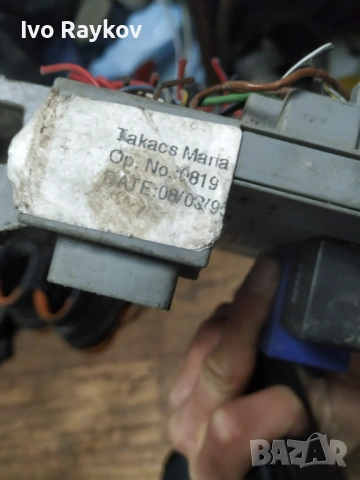 Ivo Raykov
Takacs Maria
Op. No.: 0819
DATE: 08/03/9
BAZAR